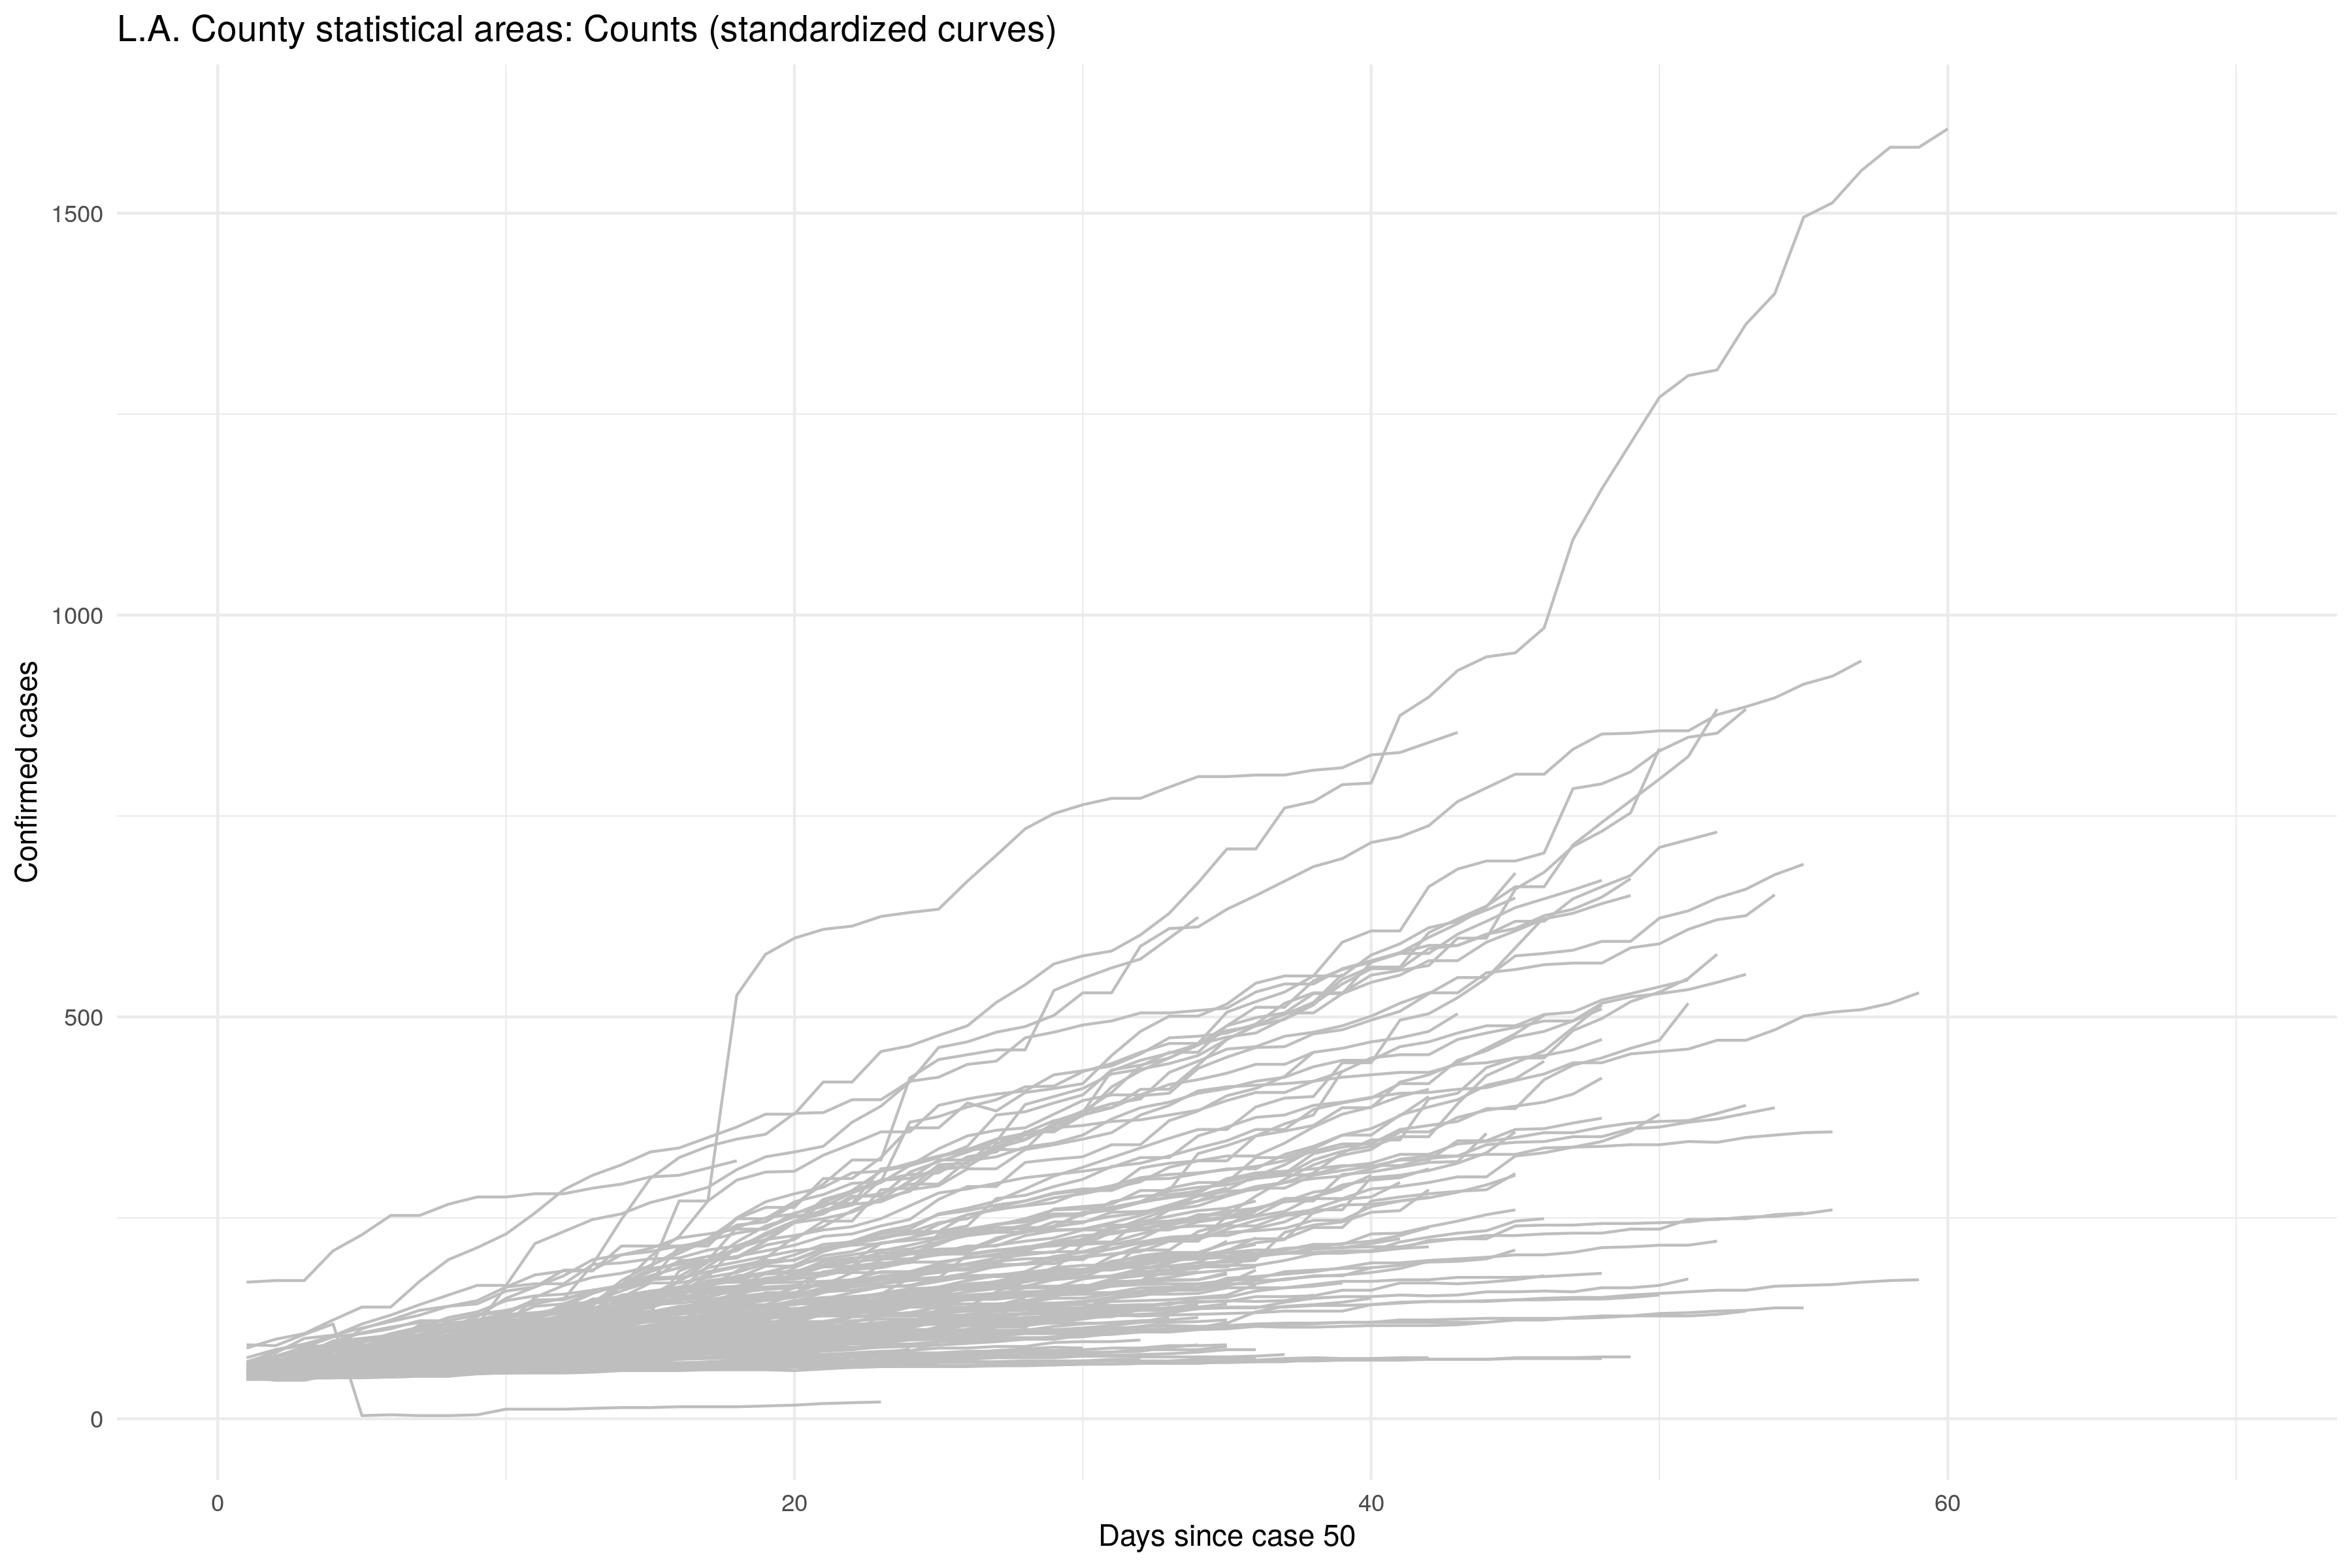 L.A. County statistical areas: Counts (standardized curves)
1500
1000
500
0
Confirmed cases
0 20 40 60
Days since case 50